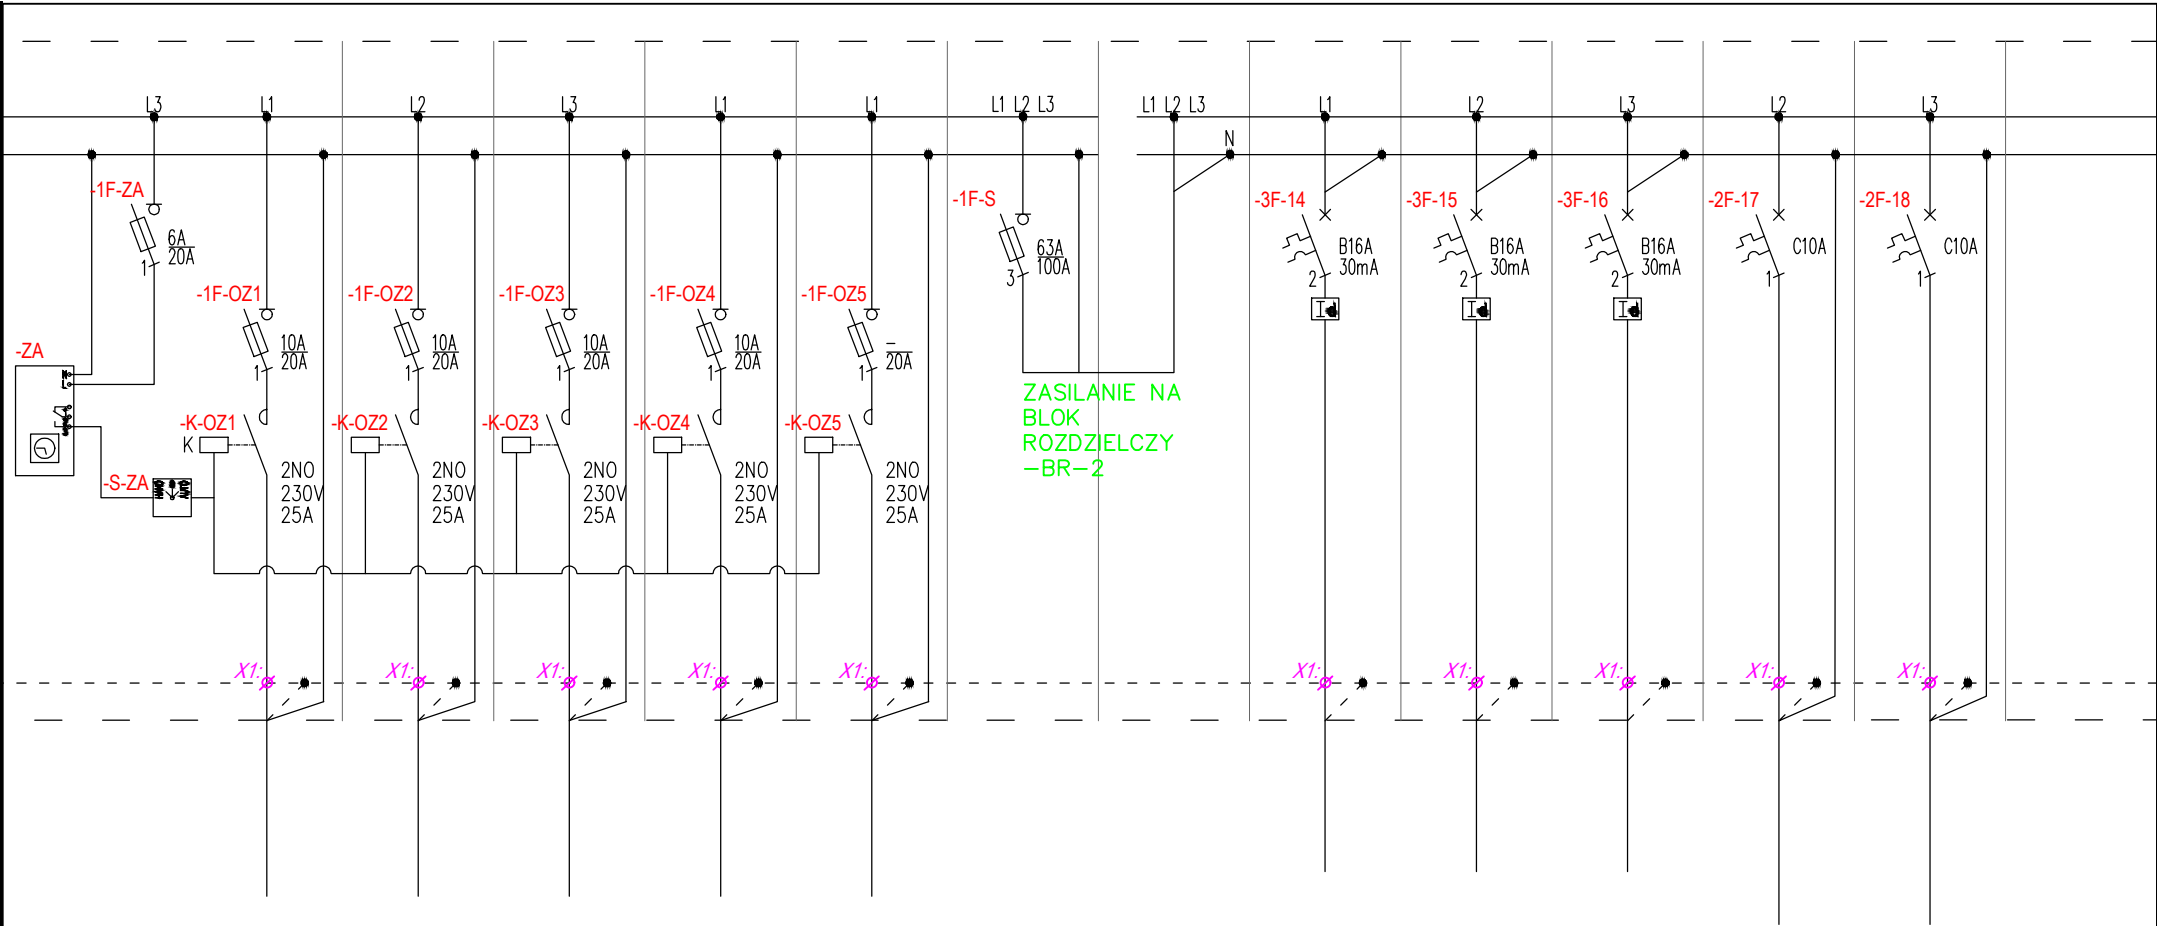 L3
L1
L2
L3
L1
L1
L1 L2 L3
L1 L2 L3
L1
L2
L3
L2
L3
N
-1F-ZA
6A
20A
1
-1F-S
63A
100A
3
-3F-14
B16A
30mA
2
-3F-15
B16A
30mA
2
-3F-16
B16A
30mA
2
-2F-17
C10A
1
-2F-18
C10A
1
-1F-OZ1
10A
20A
1
-1F-OZ2
10A
20A
1
-1F-OZ3
10A
20A
1
-1F-OZ4
10A
20A
1
-1F-OZ5
–
20A
1
-ZA
ZASILANIE NA
BLOK
ROZDZIELCZY
-BR-2
-K-OZ1
K
2NO
230V
25A
-K-OZ2
2NO
230V
25A
-K-OZ3
2NO
230V
25A
-K-OZ4
2NO
230V
25A
-K-OZ5
2NO
230V
25A
-S-ZA
X1:
X1:
X1:
X1:
X1:
X1:
X1:
X1:
X1:
X1: